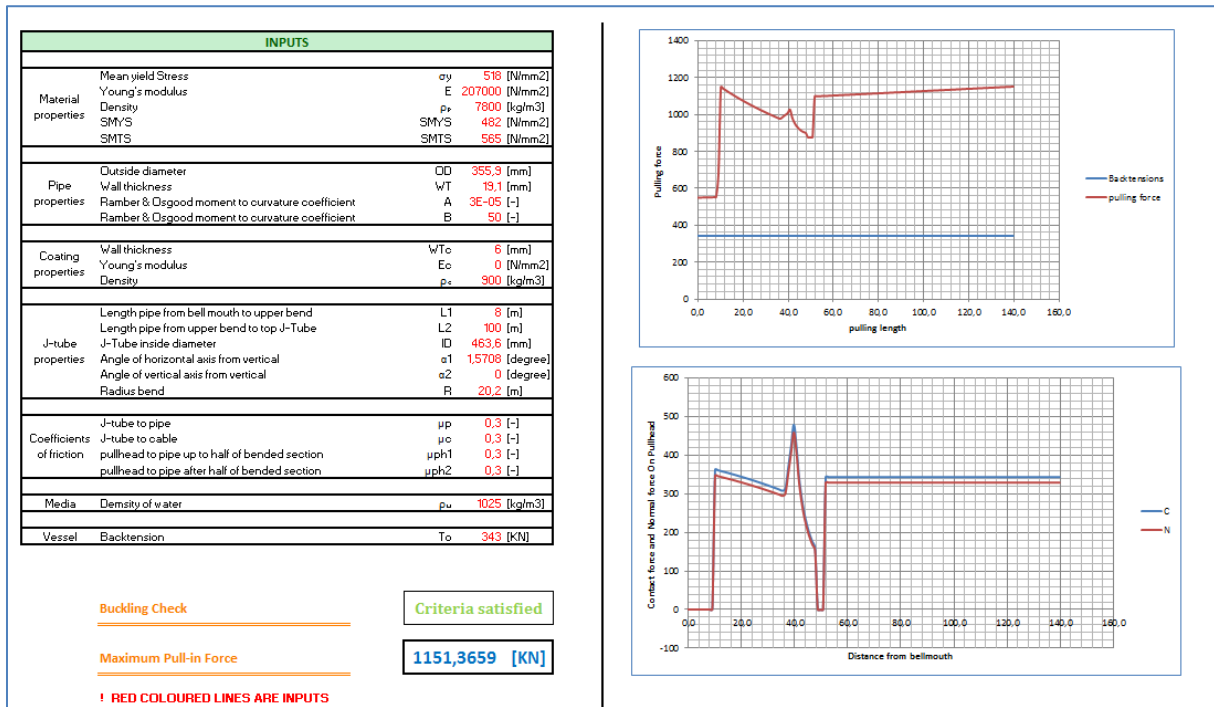 INPUTS
Material properties
Mean yield Stress σy 518 [N/mm2]
Young's modulus E 207000 [N/mm2]
Density ρP 7800 [kg/m3]
SMYS SMYS 482 [N/mm2]
SMTS SMTS 565 [N/mm2]
Pipe properties
Outside diameter OD 355,9 [mm]
Wall thickness WT 19,1 [mm]
Ramber & Osgood moment to curvature coefficient A 3E-05 [-]
Ramber & Osgood moment to curvature coefficient B 50 [-]
Coating properties
Wall thickness WTc 6 [mm]
Young's modulus Ec 0 [N/mm2]
Density ρc 900 [kg/m3]
J-tube properties
Length pipe from bell mouth to upper bend L1 8 [m]
Length pipe from upper bend to top J-Tube L2 100 [m]
J-Tube inside diameter ID 463,6 [mm]
Angle of horizontal axis from vertical α1 1,5708 [degree]
Angle of vertical axis from vertical α2 0 [degree]
Radius bend R 20,2 [m]
Coefficients of friction
J-tube to pipe μp 0,3 [-]
J-tube to cable μc 0,3 [-]
pullhead to pipe up to half of bended section μph1 0,3 [-]
pullhead to pipe after half of bended section μph2 0,3 [-]
Media Demsity of water ρw 1025 [kg/m3]
Vessel Backtension To 343 [KN]
Buckling Check Criteria satisfied
Maximum Pull-in Force 1151,3659 [KN]
! RED COLOURED LINES ARE INPUTS
1400
1200
1000
800
600
400
200
0
Pulling force
0,0 20,0 40,0 60,0 80,0 100,0 120,0 140,0 160,0
pulling length
Backtensions
pulling force
600
500
400
300
200
100
0
-100
Contact force and Normal force On Pullhead
0,0 20,0 40,0 60,0 80,0 100,0 120,0 140,0 160,0
Distance from bellmouth
C
N